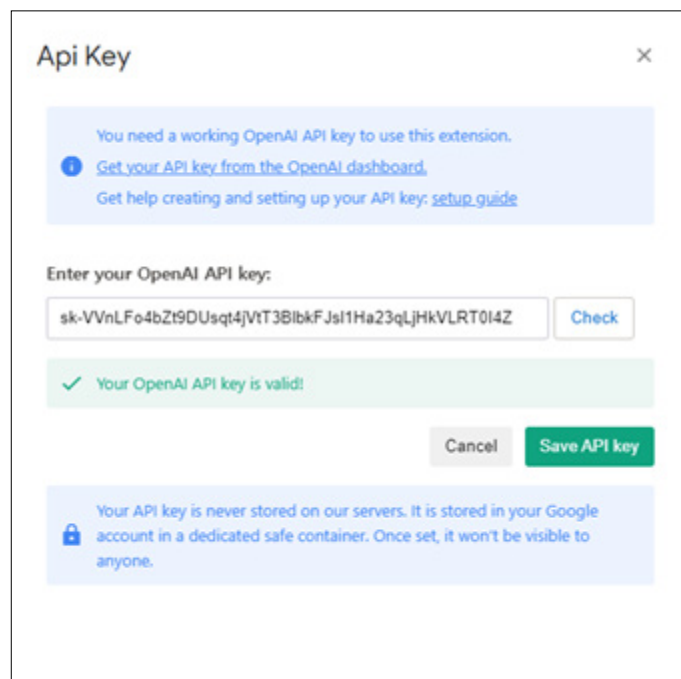 Api Key
You need a working OpenAI API key to use this extension.
Get your API key from the OpenAI dashboard.
Get help creating and setting up your API key: setup guide
Enter your OpenAI API key:
Check
Your OpenAI API key is valid!
Cancel
Save API key
Your API key is never stored on our servers. It is stored in your Google
account in a dedicated safe container. Once set, it won't be visible to
anyone.